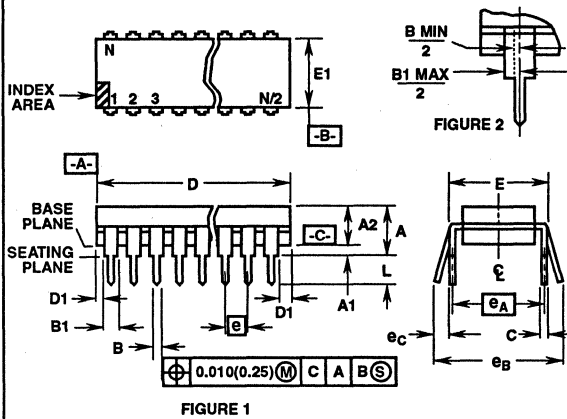 N
1 2 3 N/2
INDEX
AREA
E1
-B-
B MIN
2
B1 MAX
2
FIGURE 2
-A-
D
BASE
PLANE
SEATING
PLANE
-C-
A2
A
L
D1
B1
B
e
D1
A1
0.010(0.25) Ⓜ C A B Ⓢ
FIGURE 1
E
℄
eA
eC
C
eB